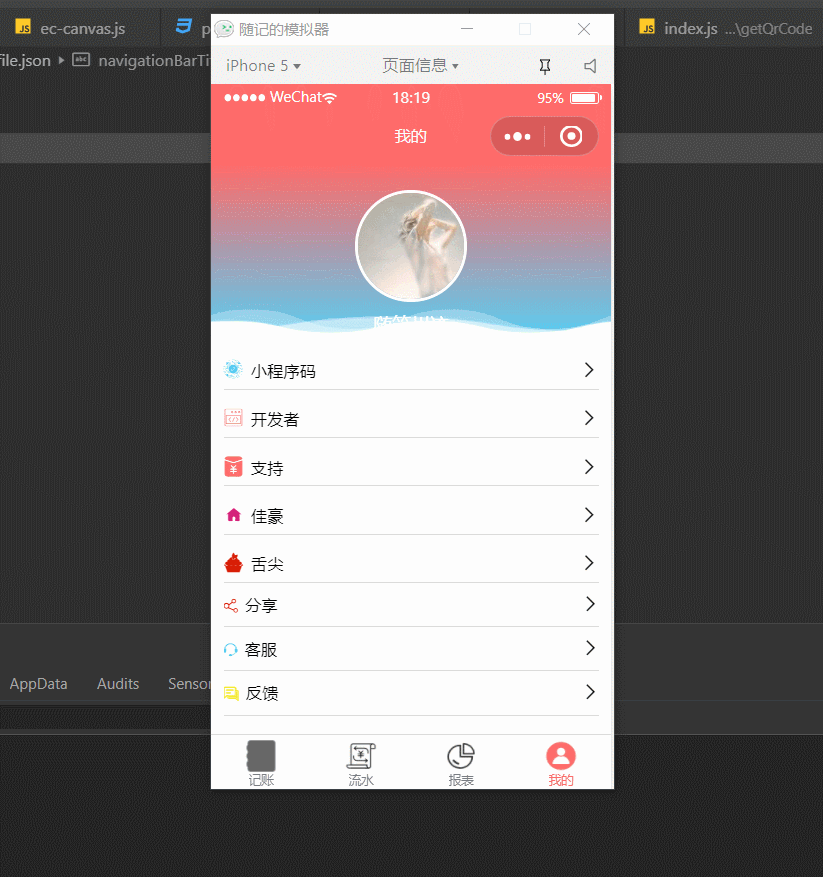 ec-canvas.js
随记的模拟器
index.js ...\getQrCode
file.json
navigationBarTi
iPhone 5
页面信息
WeChat
18:19
95%
我的
小程序码
开发者
支持
佳豪
舌尖
分享
客服
反馈
AppData
Audits
Sensor
记账
流水
报表
我的